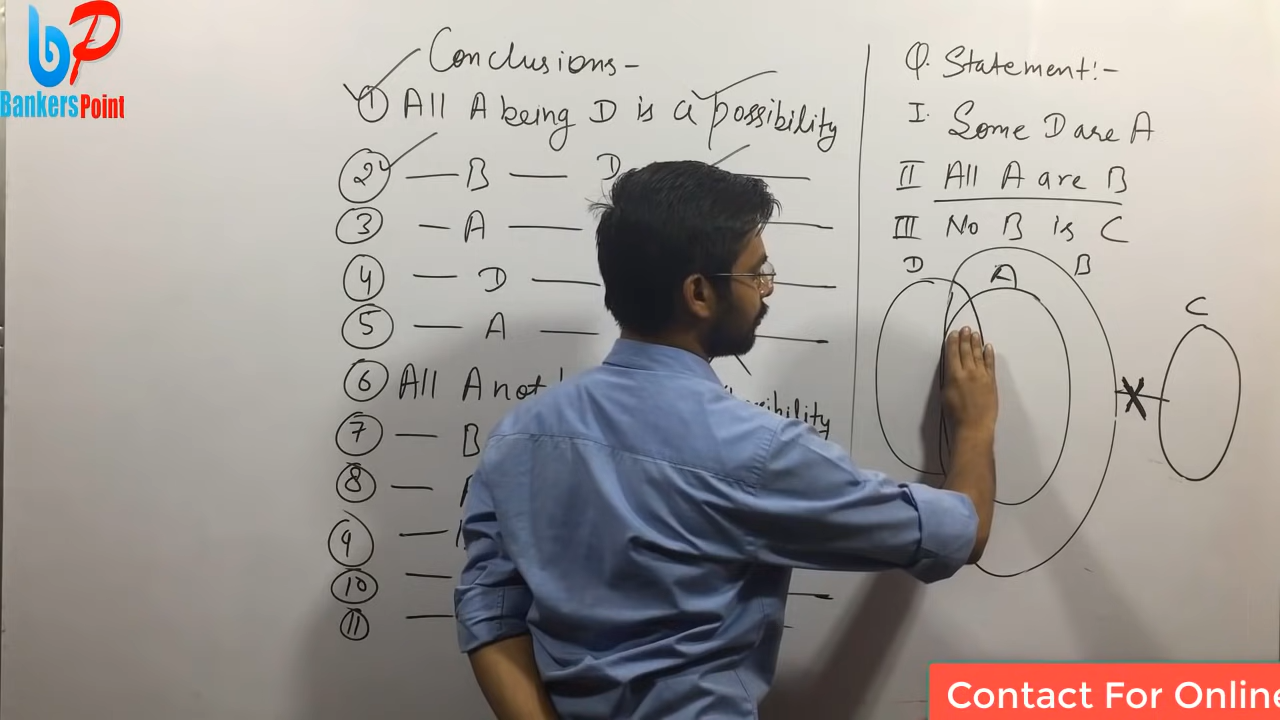 bP
BankersPoint
Conclusions-
① All A being D is a possibility
② — B — D
③ — A —
④ — D —
⑤ — A —
⑥ All A not
⑦ — B
⑧ —
⑨ —
⑩ —
⑪ —
Q. Statement:-
I. Some D are A
II All A are B
III No B is C
D A B C
Contact For Online